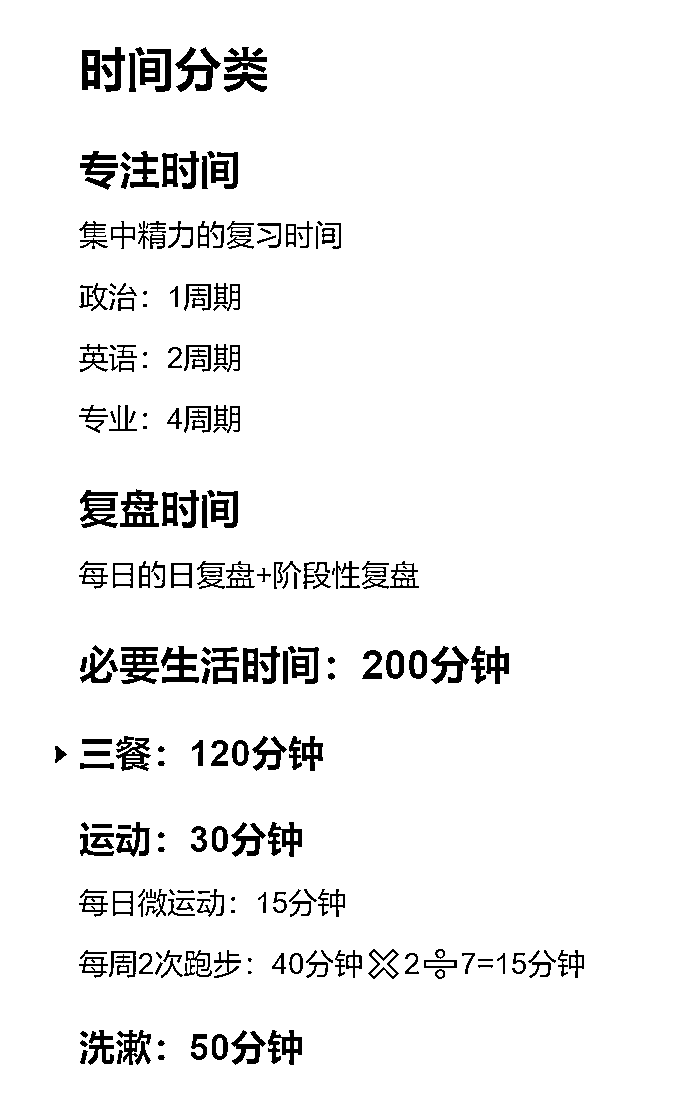 时间分类
专注时间
集中精力的复习时间
政治：1周期
英语：2周期
专业：4周期
复盘时间
每日的日复盘+阶段性复盘
必要生活时间：200分钟
三餐：120分钟
运动：30分钟
每日微运动：15分钟
每周2次跑步：40分钟✖️2➗7=15分钟
洗漱：50分钟